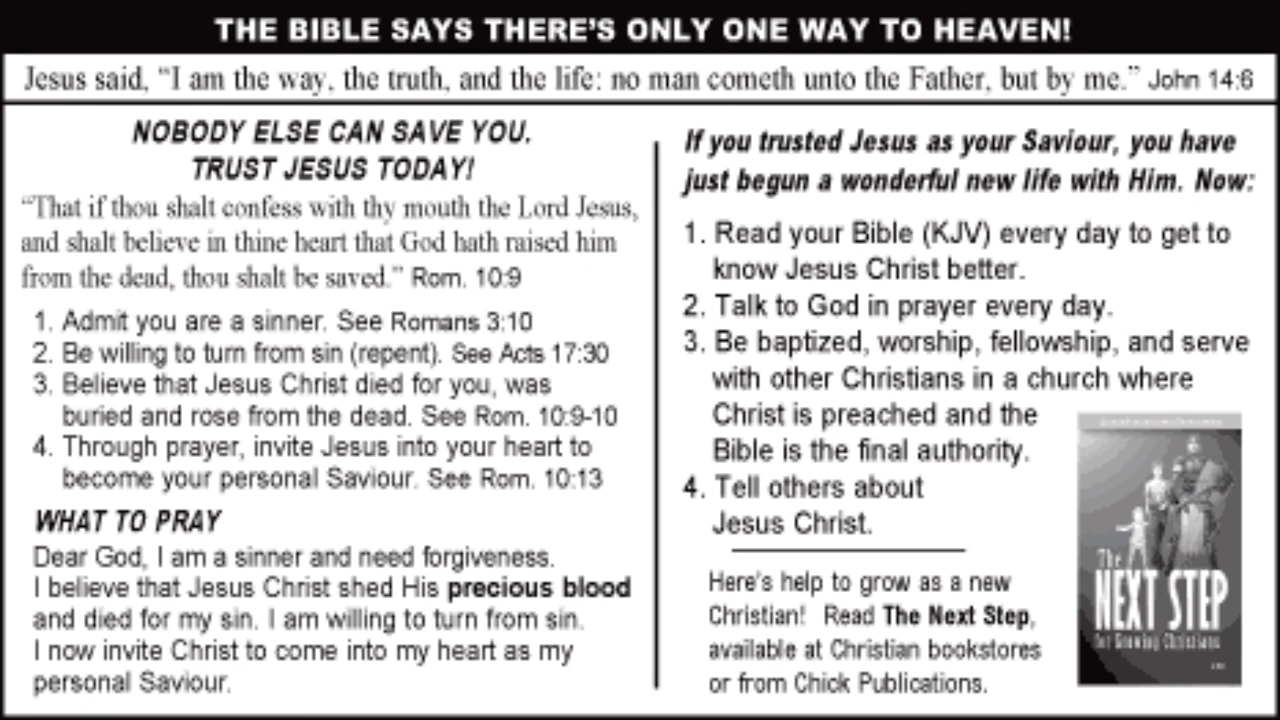 THE BIBLE SAYS THERE'S ONLY ONE WAY TO HEAVEN!
Jesus said, “I am the way, the truth, and the life: no man cometh unto the Father, but by me.” John 14:6
NOBODY ELSE CAN SAVE YOU.
TRUST JESUS TODAY!
“That if thou shalt confess with thy mouth the Lord Jesus,
and shalt believe in thine heart that God hath raised him
from the dead, thou shalt be saved.” Rom. 10:9
1. Admit you are a sinner. See Romans 3:10
2. Be willing to turn from sin (repent). See Acts 17:30
3. Believe that Jesus Christ died for you, was
buried and rose from the dead. See Rom. 10:9-10
4. Through prayer, invite Jesus into your heart to
become your personal Saviour. See Rom. 10:13
WHAT TO PRAY
Dear God, I am a sinner and need forgiveness.
I believe that Jesus Christ shed His precious blood
and died for my sin. I am willing to turn from sin.
I now invite Christ to come into my heart as my
personal Saviour.
If you trusted Jesus as your Saviour, you have
just begun a wonderful new life with Him. Now:
1. Read your Bible (KJV) every day to get to
know Jesus Christ better.
2. Talk to God in prayer every day.
3. Be baptized, worship, fellowship, and serve
with other Christians in a church where
Christ is preached and the
Bible is the final authority.
4. Tell others about
Jesus Christ.
Here's help to grow as a new
Christian! Read The Next Step,
available at Christian bookstores
or from Chick Publications.
The
NEXT STEP
for Growing Christians